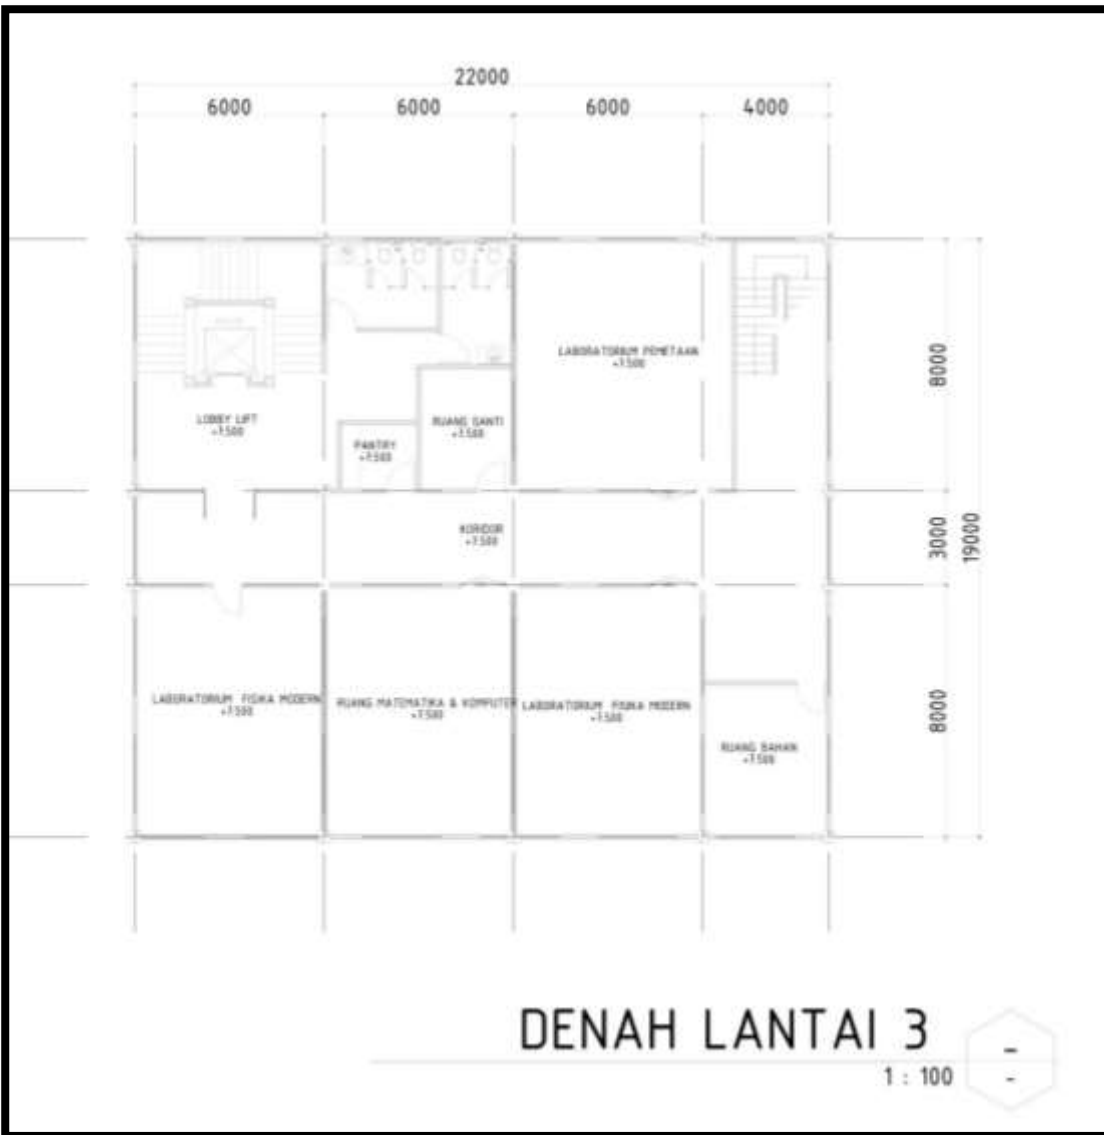 22000
6000
6000
6000
4000
LABORATORIUM PEMETAAN
+7.500
8000
LOBBY LIFT
+7.500
RUANG GANTI
+7.500
PANTRY
+7.500
KORIDOR
+7.500
3000
19000
LABORATORIUM FISIKA MODERN
+7.500
RUANG MATEMATIKA & KOMPUTER
+7.500
LABORATORIUM FISIKA MODERN
+7.500
8000
RUANG BAHAN
+7.500
DENAH LANTAI 3
1 : 100
-
-